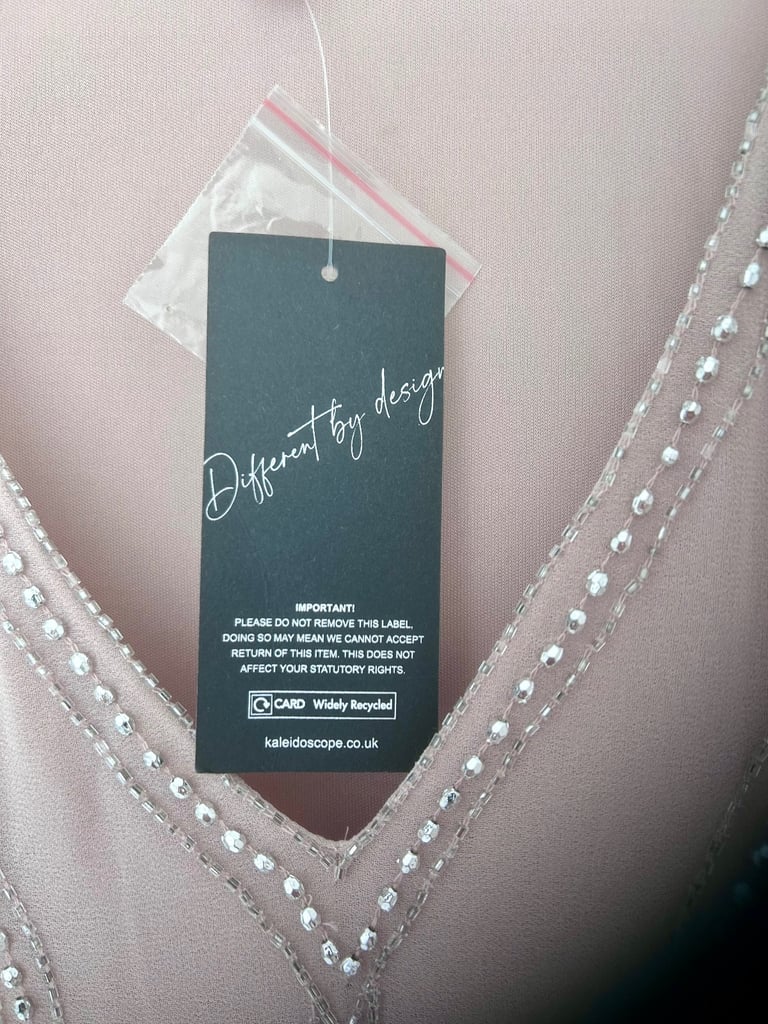 Different by design
IMPORTANT!
PLEASE DO NOT REMOVE THIS LABEL,
DOING SO MAY MEAN WE CANNOT ACCEPT
RETURN OF THIS ITEM. THIS DOES NOT
AFFECT YOUR STATUTORY RIGHTS.
CARD Widely Recycled
kaleidoscope.co.uk